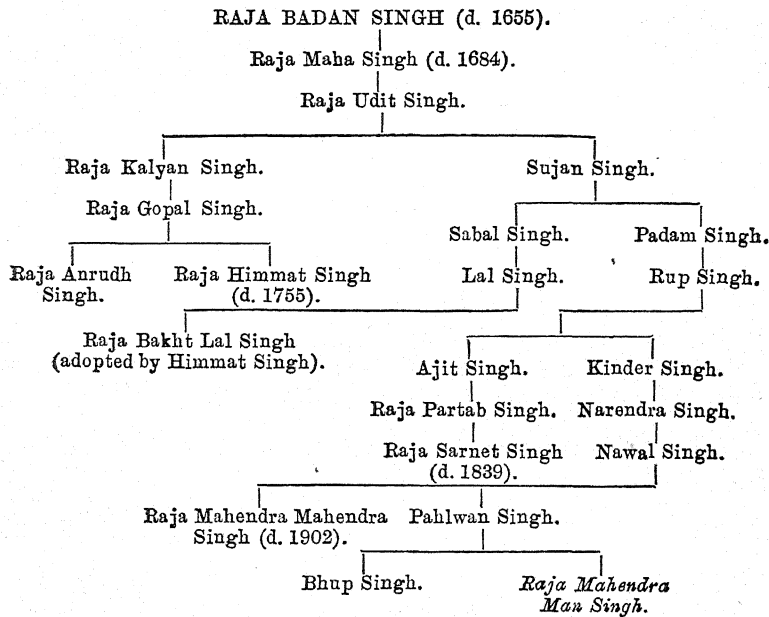 RAJA BADAN SINGH (d. 1655).
Raja Maha Singh (d. 1684).
Raja Udit Singh.
Raja Kalyan Singh. Sujan Singh.
Raja Gopal Singh.
Sabal Singh. Padam Singh.
Raja Anrudh Raja Himmat Singh Lal Singh. Rup Singh.
Singh. (d. 1755).
Raja Bakht Lal Singh
(adopted by Himmat Singh).
Ajit Singh. Kinder Singh.
Raja Partab Singh. Narendra Singh.
Raja Sarnet Singh Nawal Singh.
(d. 1839).
Raja Mahendra Mahendra Pahlwan Singh.
Singh (d. 1902).
Bhup Singh. Raja Mahendra
Man Singh.